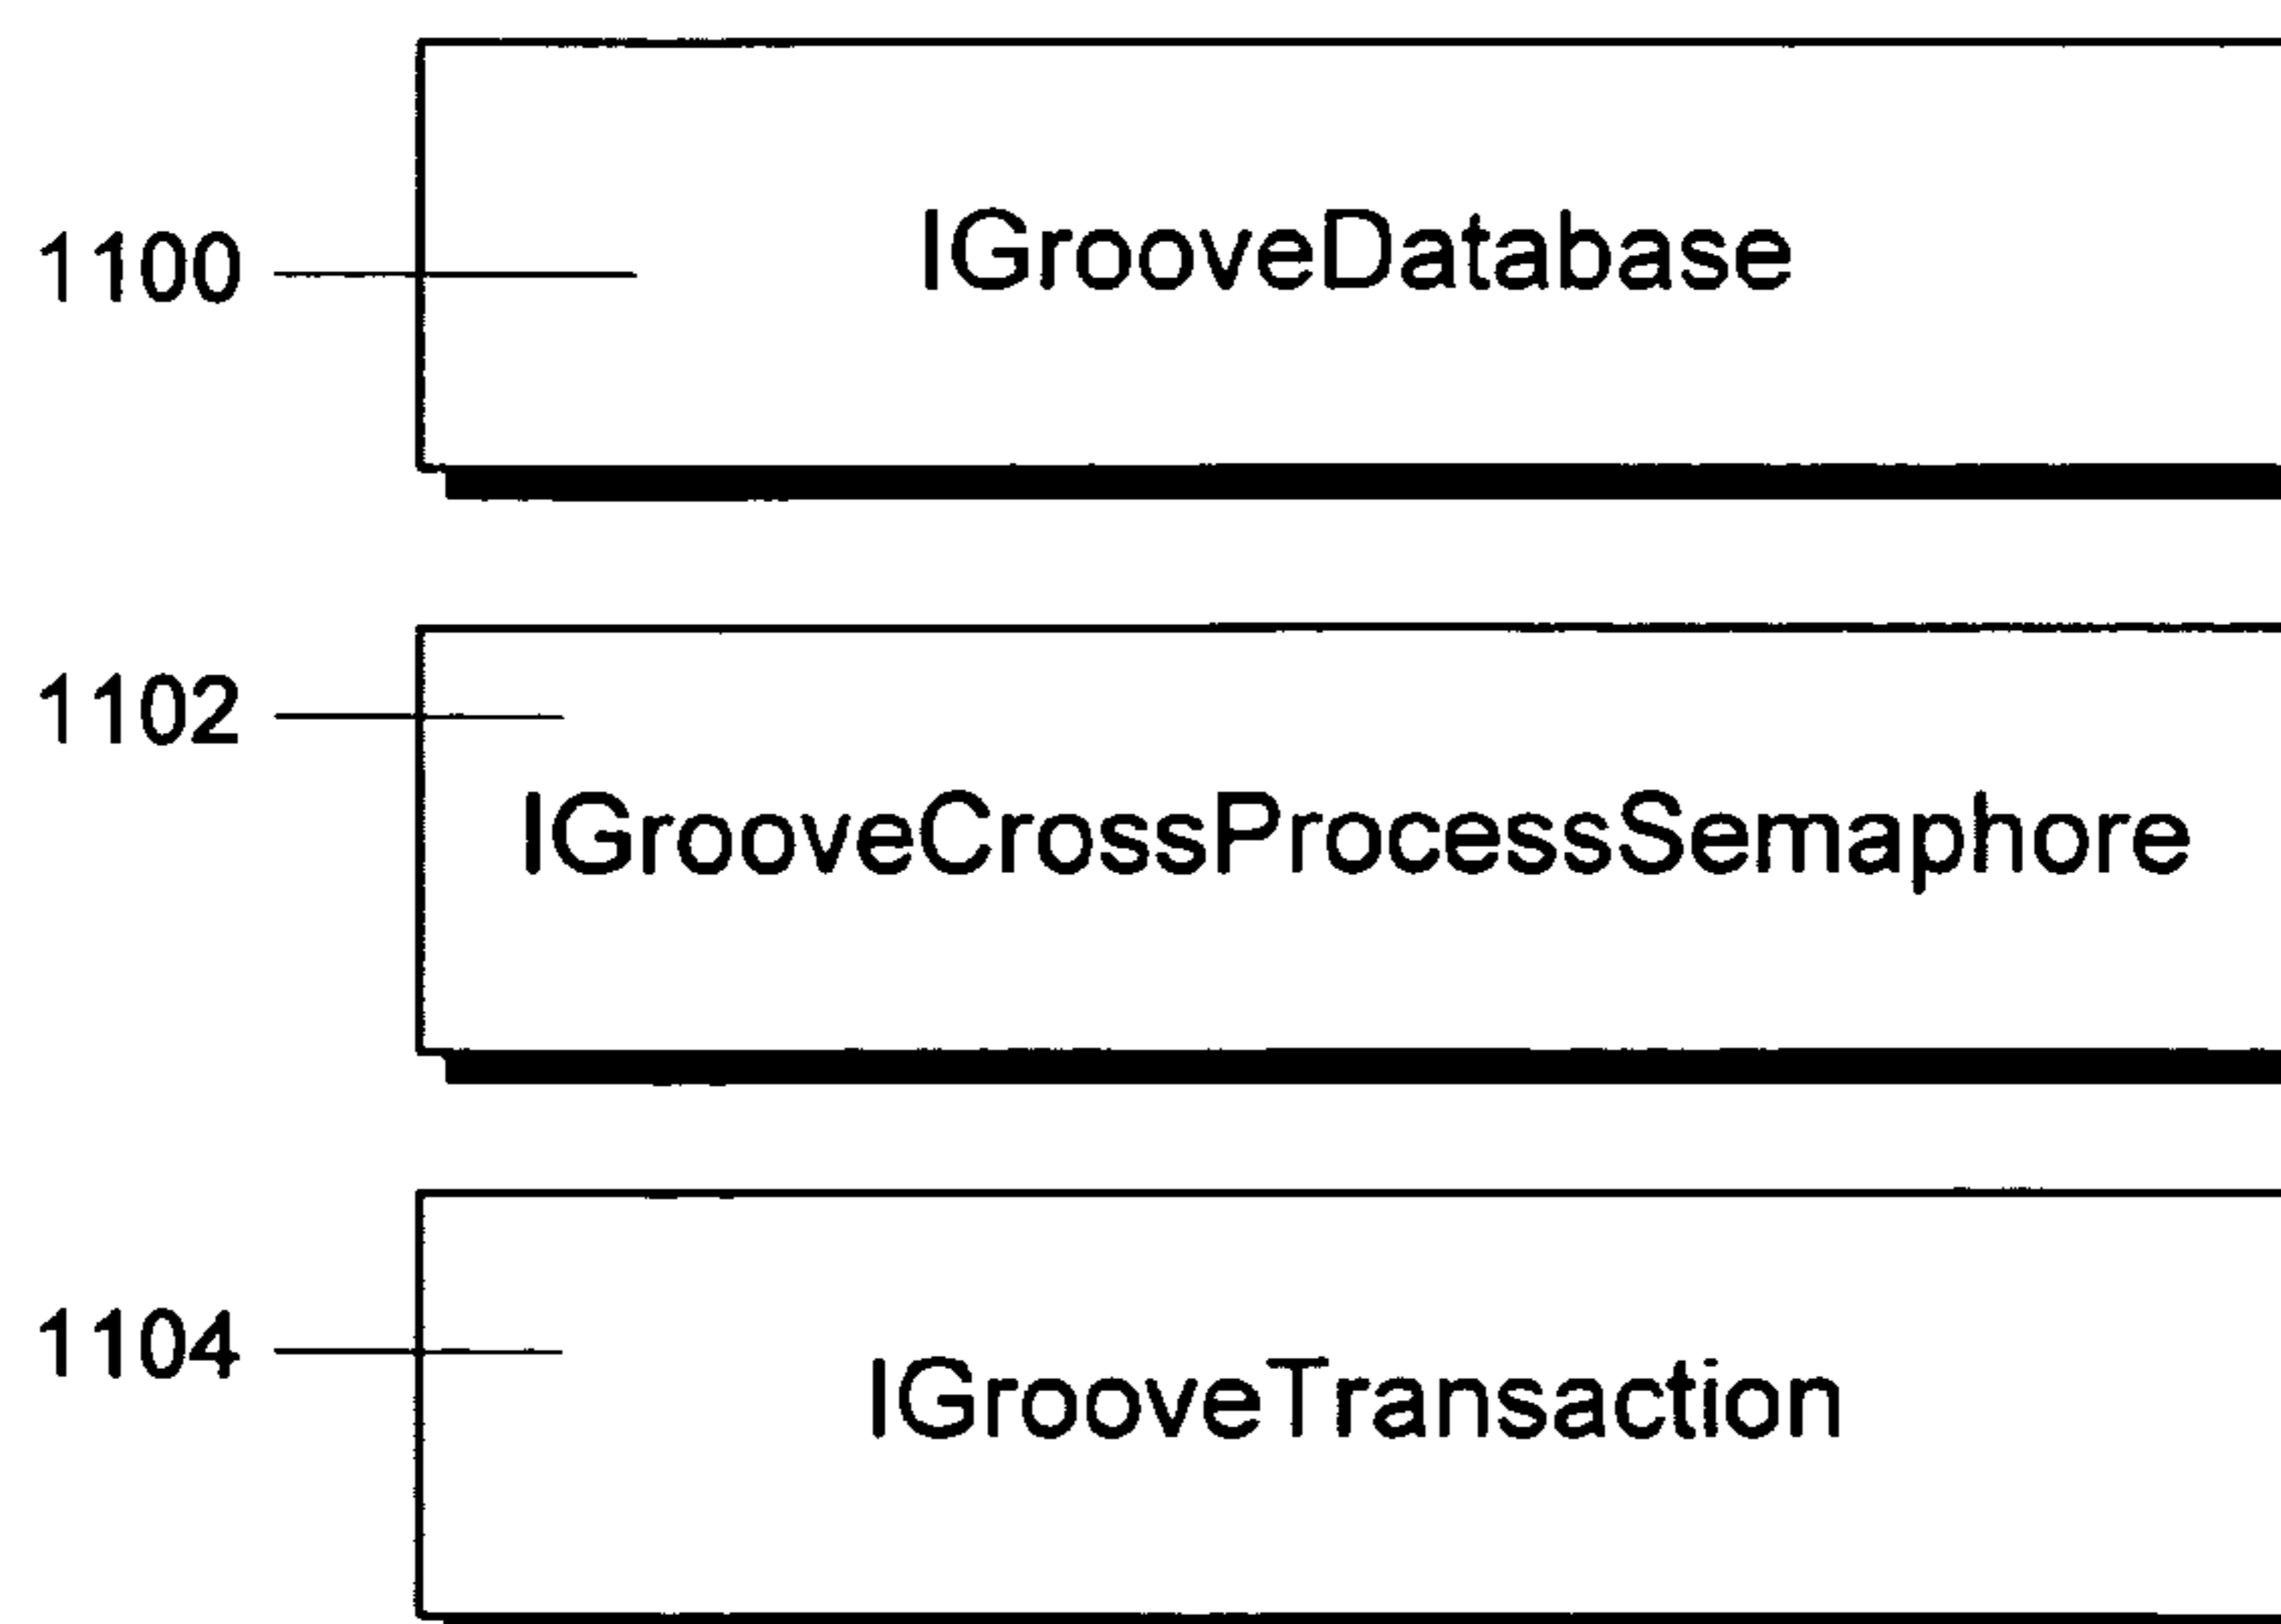 1100
IGrooveDatabase
1102
IGrooveCrossProcessSemaphore
1104
IGrooveTransaction